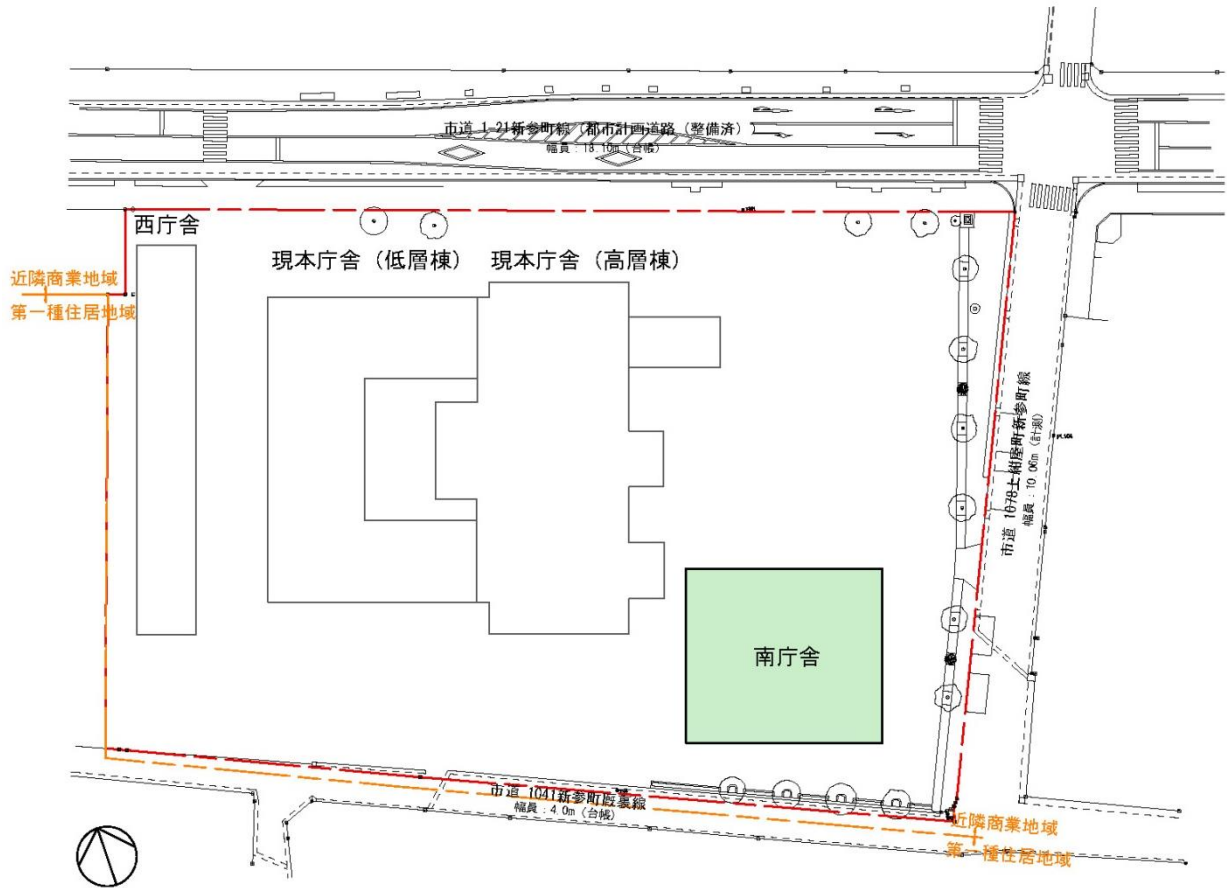 市道 1-21新参町線（都市計画道路（整備済））
幅員：18.10m（台帳）
西庁舎
現本庁舎（低層棟）
現本庁舎（高層棟）
近隣商業地域
第一種住居地域
市道 1078上紺屋町新参町線
幅員：10.06m（計測）
南庁舎
市道 1041新参町殿裏線
幅員：4.0m（台帳）
近隣商業地域
第一種住居地域